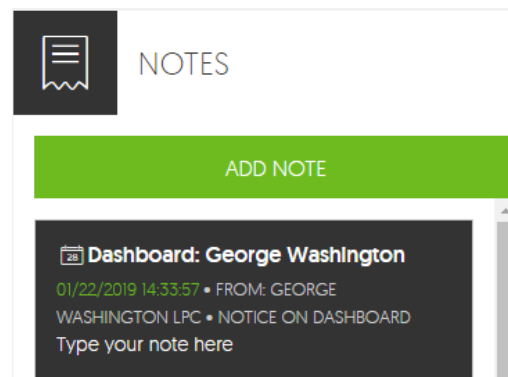 NOTES
ADD NOTE
28 Dashboard: George Washington
01/22/2019 14:33:57 • FROM: GEORGE
WASHINGTON LPC • NOTICE ON DASHBOARD
Type your note here